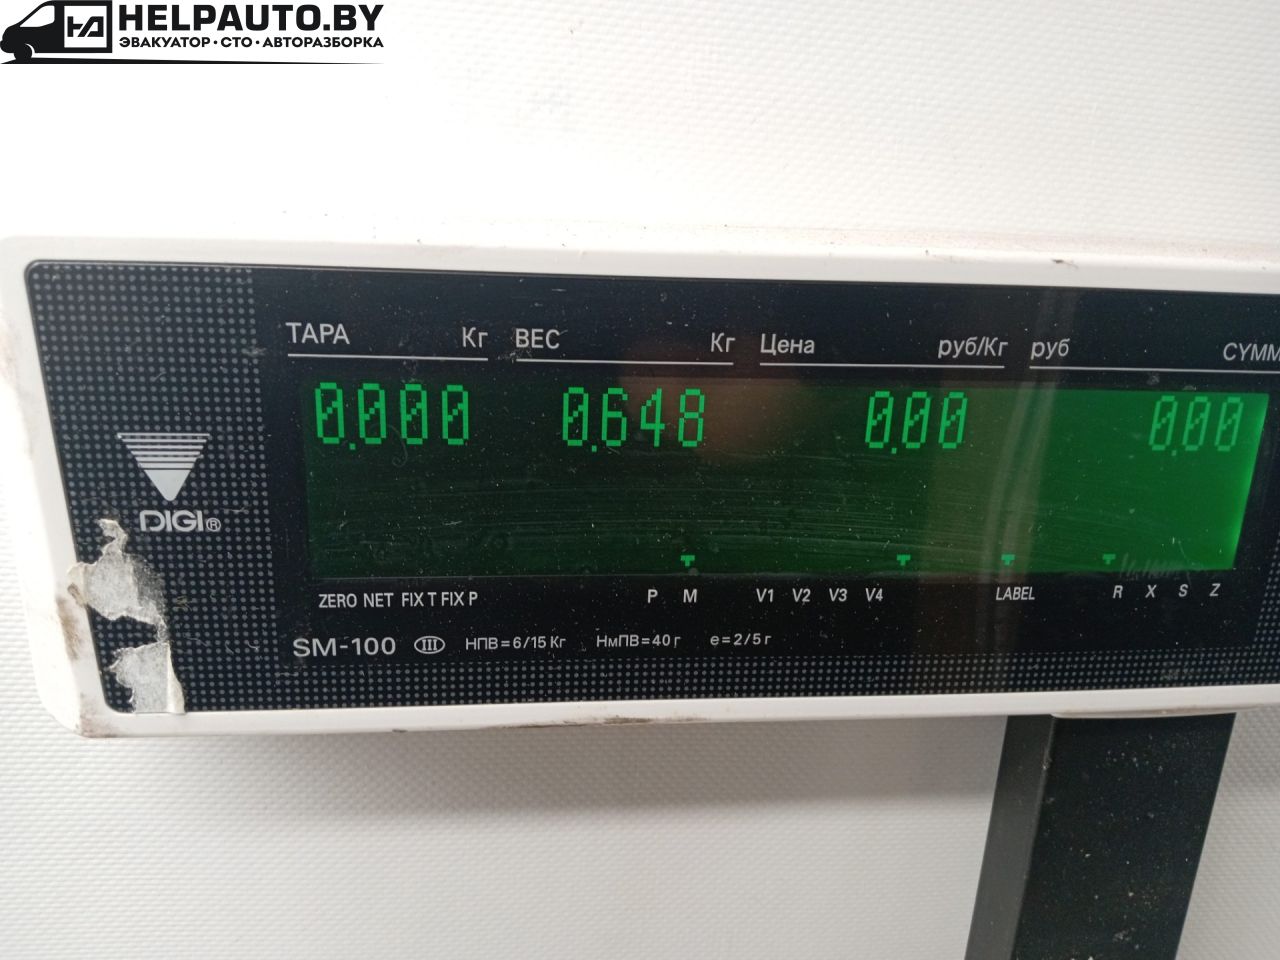 HELPAUTO.BY
ЭВАКУАТОР·СТО·АВТОРАЗБОРКА
ТАРА Кг ВЕС Кг Цена руб/Кг руб СУММ
0.000 0.648 0.00 0.00
DIGI®
ZERO NET FIX T FIX P P M V1 V2 V3 V4 LABEL R X S Z
SM-100 III НПВ=6/15 Кг НмПВ=40 г е=2/5 г